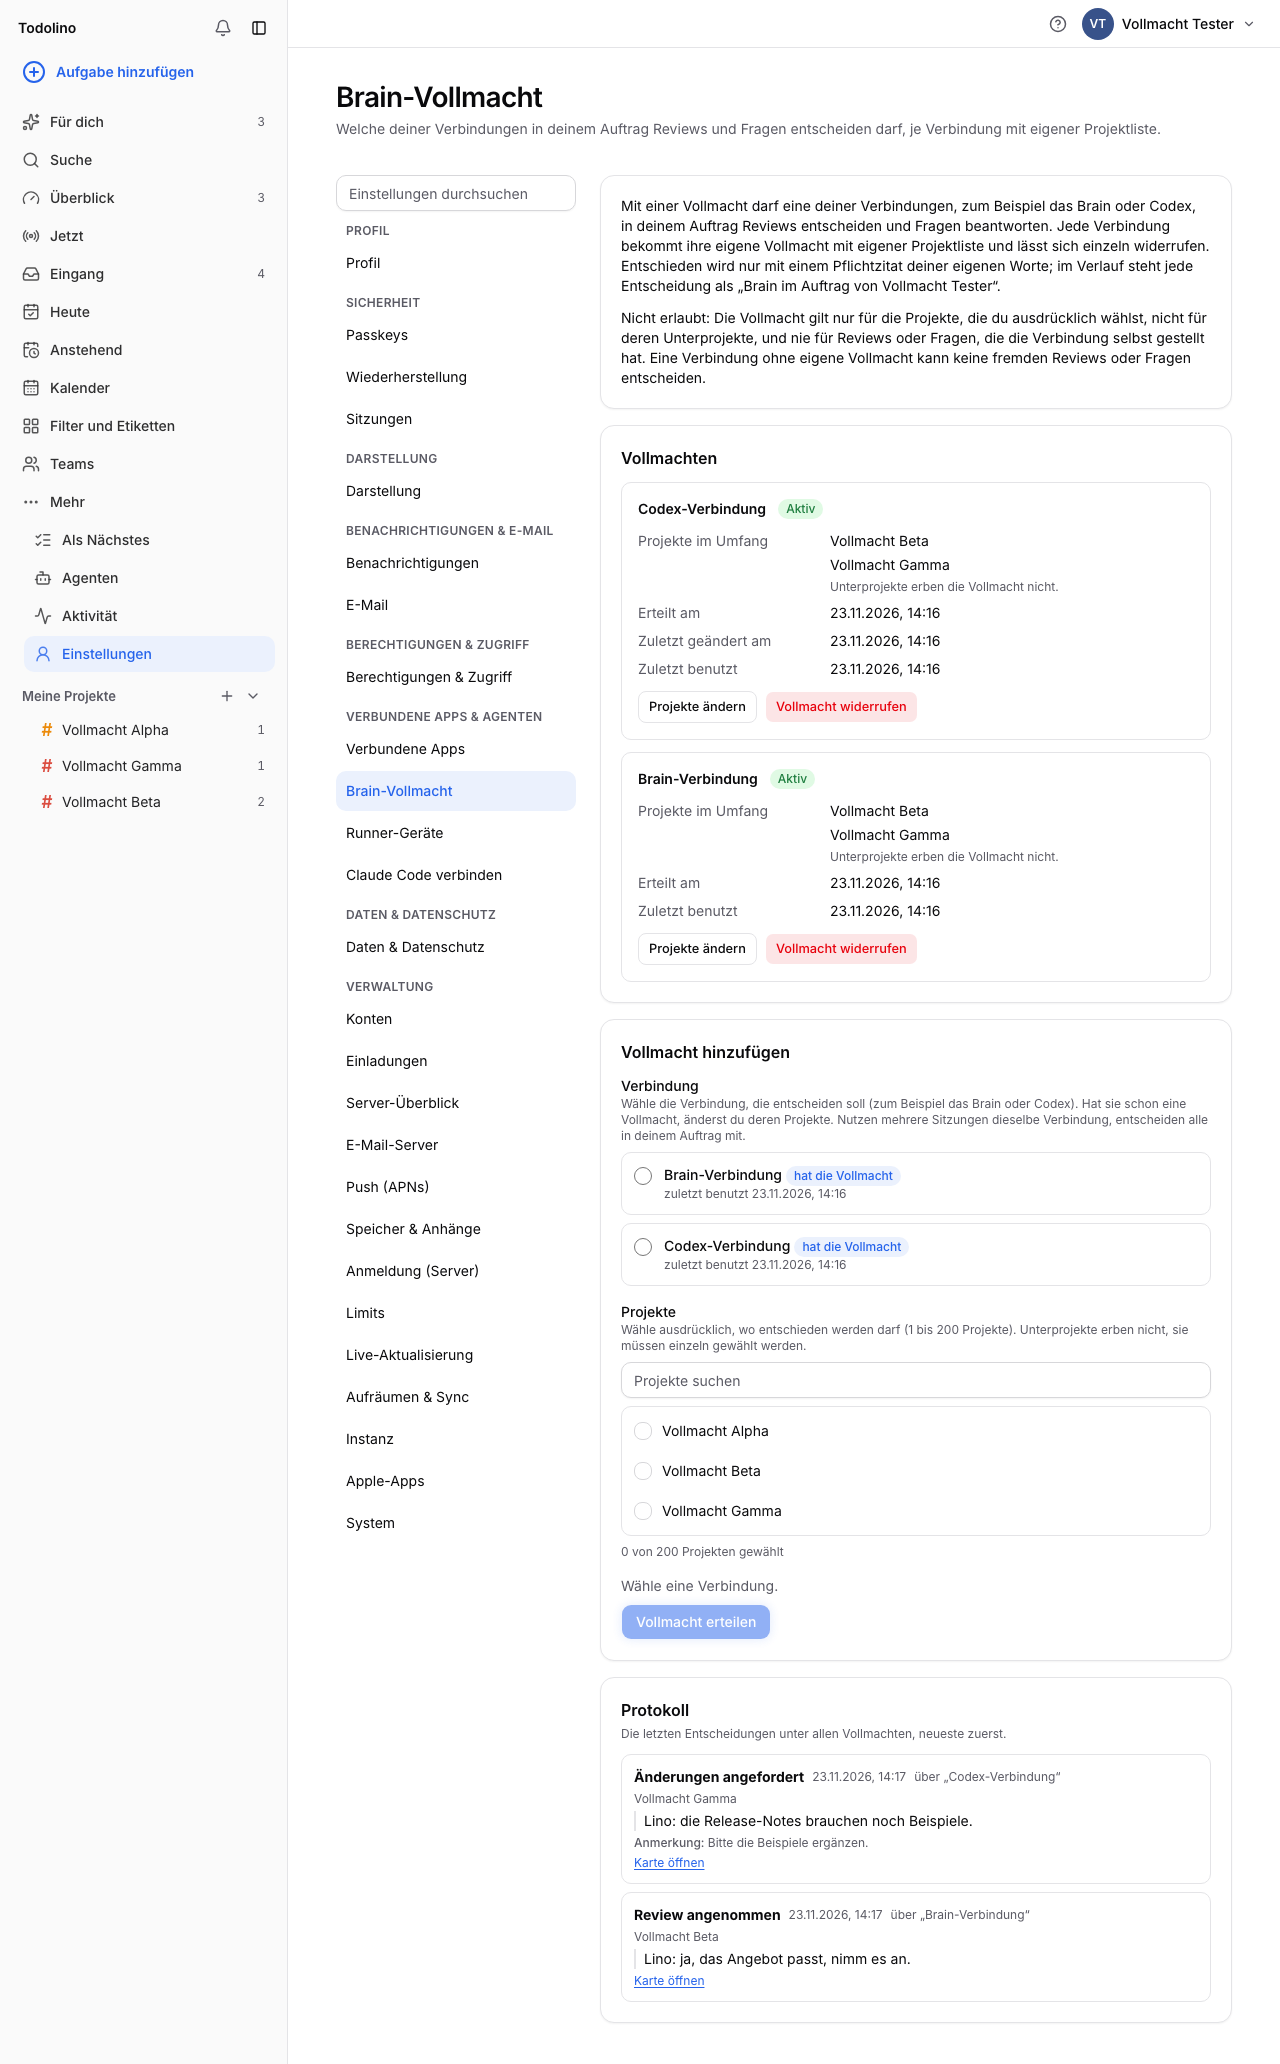 Todolino
Aufgabe hinzufügen
Für dich 3
Suche
Überblick 3
Jetzt
Eingang 4
Heute
Anstehend
Kalender
Filter und Etiketten
Teams
Mehr
Als Nächstes
Agenten
Aktivität
Einstellungen
Meine Projekte
# Vollmacht Alpha 1
# Vollmacht Gamma 1
# Vollmacht Beta 2
VT Vollmacht Tester
Brain-Vollmacht
Welche deiner Verbindungen in deinem Auftrag Reviews und Fragen entscheiden darf, je Verbindung mit eigener Projektliste.
Einstellungen durchsuchen
PROFIL
Profil
SICHERHEIT
Passkeys
Wiederherstellung
Sitzungen
DARSTELLUNG
Darstellung
BENACHRICHTIGUNGEN & E-MAIL
Benachrichtigungen
E-Mail
BERECHTIGUNGEN & ZUGRIFF
Berechtigungen & Zugriff
VERBUNDENE APPS & AGENTEN
Verbundene Apps
Brain-Vollmacht
Runner-Geräte
Claude Code verbinden
DATEN & DATENSCHUTZ
Daten & Datenschutz
VERWALTUNG
Konten
Einladungen
Server-Überblick
E-Mail-Server
Push (APNs)
Speicher & Anhänge
Anmeldung (Server)
Limits
Live-Aktualisierung
Aufräumen & Sync
Instanz
Apple-Apps
System
Mit einer Vollmacht darf eine deiner Verbindungen, zum Beispiel das Brain oder Codex,
in deinem Auftrag Reviews entscheiden und Fragen beantworten. Jede Verbindung
bekommt ihre eigene Vollmacht mit eigener Projektliste und lässt sich einzeln widerrufen.
Entschieden wird nur mit einem Pflichtzitat deiner eigenen Worte; im Verlauf steht jede
Entscheidung als „Brain im Auftrag von Vollmacht Tester“.
Nicht erlaubt: Die Vollmacht gilt nur für die Projekte, die du ausdrücklich wählst, nicht für
deren Unterprojekte, und nie für Reviews oder Fragen, die die Verbindung selbst gestellt
hat. Eine Verbindung ohne eigene Vollmacht kann keine fremden Reviews oder Fragen
entscheiden.
Vollmachten
Codex-Verbindung Aktiv
Projekte im Umfang Vollmacht Beta
Vollmacht Gamma
Unterprojekte erben die Vollmacht nicht.
Erteilt am 23.11.2026, 14:16
Zuletzt geändert am 23.11.2026, 14:16
Zuletzt benutzt 23.11.2026, 14:16
Projekte ändern Vollmacht widerrufen
Brain-Verbindung Aktiv
Projekte im Umfang Vollmacht Beta
Vollmacht Gamma
Unterprojekte erben die Vollmacht nicht.
Erteilt am 23.11.2026, 14:16
Zuletzt benutzt 23.11.2026, 14:16
Projekte ändern Vollmacht widerrufen
Vollmacht hinzufügen
Verbindung
Wähle die Verbindung, die entscheiden soll (zum Beispiel das Brain oder Codex). Hat sie schon eine
Vollmacht, änderst du deren Projekte. Nutzen mehrere Sitzungen dieselbe Verbindung, entscheiden alle
in deinem Auftrag mit.
Brain-Verbindung hat die Vollmacht
zuletzt benutzt 23.11.2026, 14:16
Codex-Verbindung hat die Vollmacht
zuletzt benutzt 23.11.2026, 14:16
Projekte
Wähle ausdrücklich, wo entschieden werden darf (1 bis 200 Projekte). Unterprojekte erben nicht, sie
müssen einzeln gewählt werden.
Projekte suchen
Vollmacht Alpha
Vollmacht Beta
Vollmacht Gamma
0 von 200 Projekten gewählt
Wähle eine Verbindung.
Vollmacht erteilen
Protokoll
Die letzten Entscheidungen unter allen Vollmachten, neueste zuerst.
Änderungen angefordert 23.11.2026, 14:17 über „Codex-Verbindung“
Vollmacht Gamma
Lino: die Release-Notes brauchen noch Beispiele.
Anmerkung: Bitte die Beispiele ergänzen.
Karte öffnen
Review angenommen 23.11.2026, 14:17 über „Brain-Verbindung“
Vollmacht Beta
Lino: ja, das Angebot passt, nimm es an.
Karte öffnen